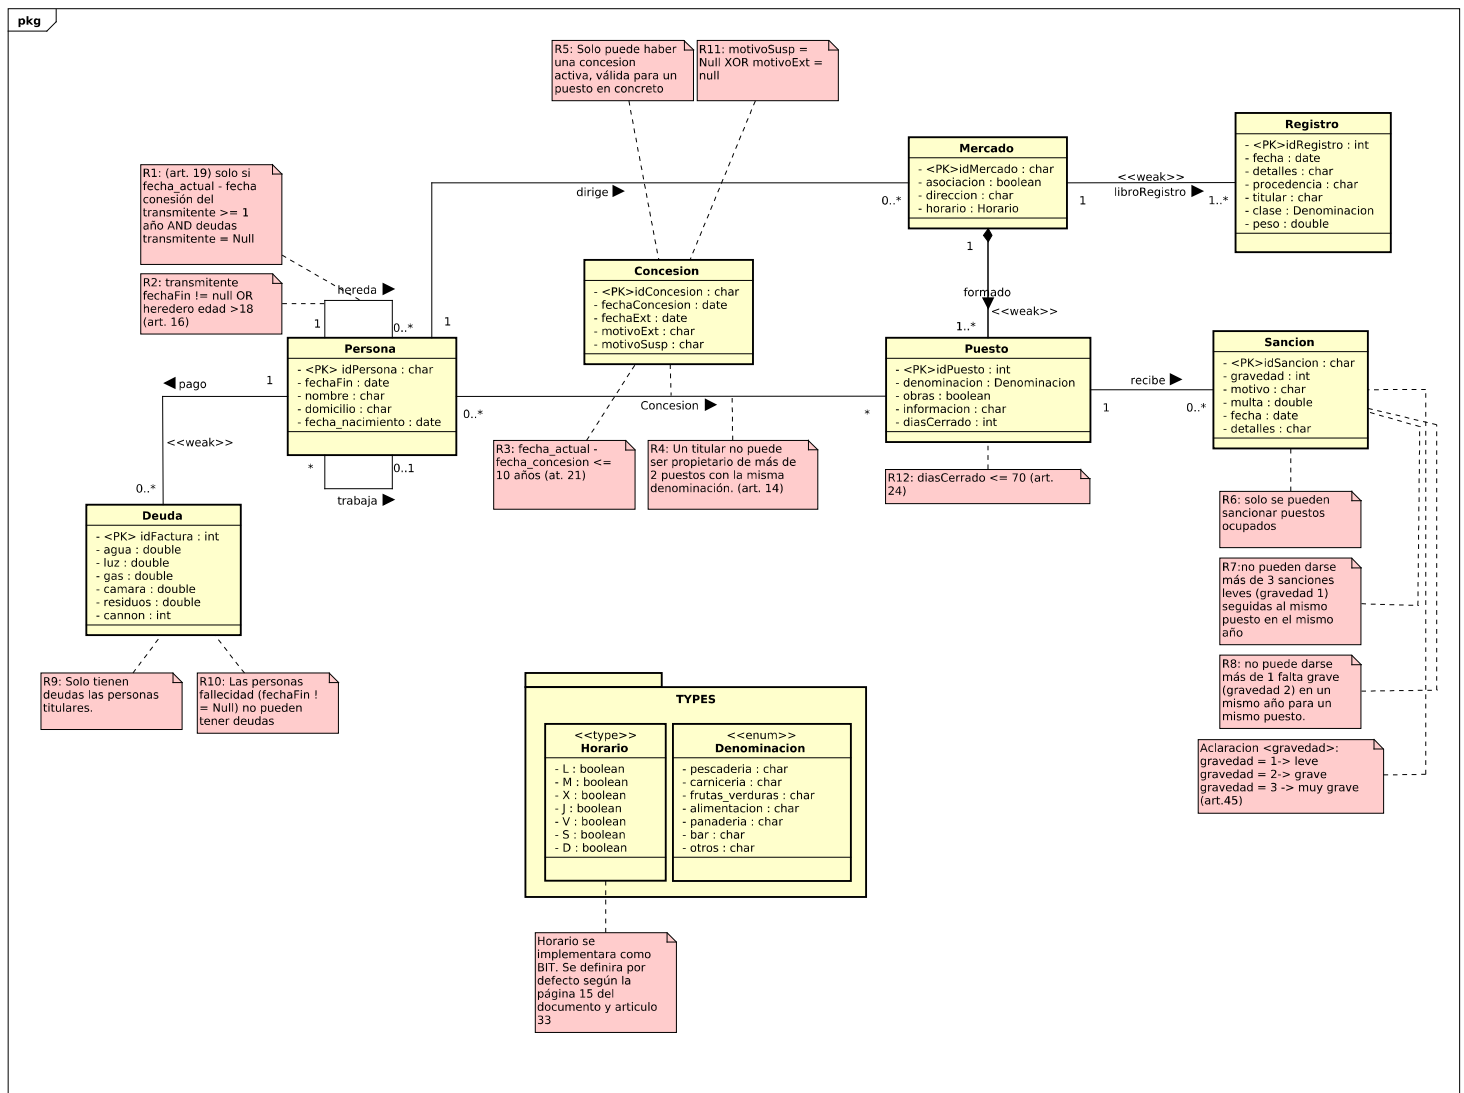 pkg
R5: Solo puede haber
una concesion
activa, válida para un
puesto en concreto
R11: motivoSusp =
Null XOR motivoExt =
null
R1: (art. 19) solo si
fecha_actual - fecha
conesión del
transmitente >= 1
año AND deudas
transmitente = Null
R2: transmitente
fechaFin != null OR
heredero edad >18
(art. 16)
hereda
1
0..*
dirige
1
0..*
Mercado
- <PK>idMercado : char
- asociacion : boolean
- direccion : char
- horario : Horario
<<weak>>
libroRegistro
1
1..*
Registro
- <PK>idRegistro : int
- fecha : date
- detalles : char
- procedencia : char
- titular : char
- clase : Denominacion
- peso : double
Concesion
- <PK>idConcesion : char
- fechaConcesion : date
- fechaExt : date
- motivoExt : char
- motivoSusp : char
1
formado
<<weak>>
1..*
Persona
- <PK> idPersona : char
- fechaFin : date
- nombre : char
- domicilio : char
- fecha_nacimiento : date
pago
1
<<weak>>
0..*
0..*
Concesion
*
Puesto
- <PK>idPuesto : int
- denominacion : Denominacion
- obras : boolean
- informacion : char
- diasCerrado : int
recibe
1
0..*
Sancion
- <PK>idSancion : char
- gravedad : int
- motivo : char
- multa : double
- fecha : date
- detalles : char
*
0..1
trabaja
R3: fecha_actual -
fecha_concesion <=
10 años (at. 21)
R4: Un titular no puede
ser propietario de más de
2 puestos con la misma
denominación. (art. 14)
R12: diasCerrado <= 70 (art.
24)
R6: solo se pueden
sancionar puestos
ocupados
R7:no pueden darse
más de 3 sanciones
leves (gravedad 1)
seguidas al mismo
puesto en el mismo
año
R8: no puede darse
más de 1 falta grave
(gravedad 2) en un
mismo año para un
mismo puesto.
Aclaracion <gravedad>:
gravedad = 1-> leve
gravedad = 2-> grave
gravedad = 3 -> muy grave
(art.45)
Deuda
- <PK> idFactura : int
- agua : double
- luz : double
- gas : double
- camara : double
- residuos : double
- cannon : int
R9: Solo tienen
deudas las personas
titulares.
R10: Las personas
fallecidad (fechaFin !
= Null) no pueden
tener deudas
TYPES
<<type>>
Horario
- L : boolean
- M : boolean
- X : boolean
- J : boolean
- V : boolean
- S : boolean
- D : boolean
<<enum>>
Denominacion
- pescaderia : char
- carniceria : char
- frutas_verduras : char
- alimentacion : char
- panaderia : char
- bar : char
- otros : char
Horario se
implementara como
BIT. Se definira por
defecto según la
página 15 del
documento y articulo
33